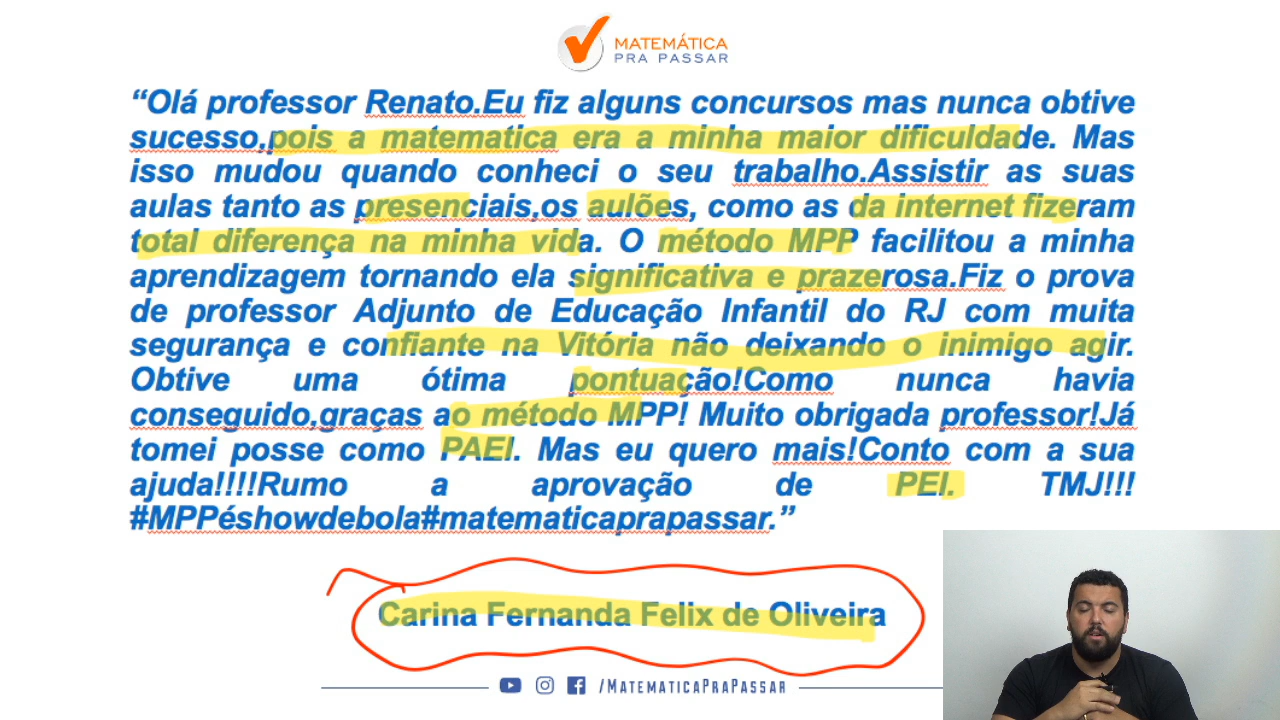 MATEMÁTICA
PRA PASSAR
“Olá professor Renato.Eu fiz alguns concursos mas nunca obtive
sucesso,pois a matematica era a minha maior dificuldade. Mas
isso mudou quando conheci o seu trabalho.Assistir as suas
aulas tanto as presenciais,os aulões, como as da internet fizeram
total diferença na minha vida. O método MPP facilitou a minha
aprendizagem tornando ela significativa e prazerosa.Fiz o prova
de professor Adjunto de Educação Infantil do RJ com muita
segurança e confiante na Vitória não deixando o inimigo agir.
Obtive uma ótima pontuação!Como nunca havia
conseguido,graças ao método MPP! Muito obrigada professor!Já
tomei posse como PAEI. Mas eu quero mais!Conto com a sua
ajuda!!!!Rumo a aprovação de PEI. TMJ!!!
#MPPéshowdebola#matematicaprapassar.”
Carina Fernanda Felix de Oliveira
/MatematicaPraPassar